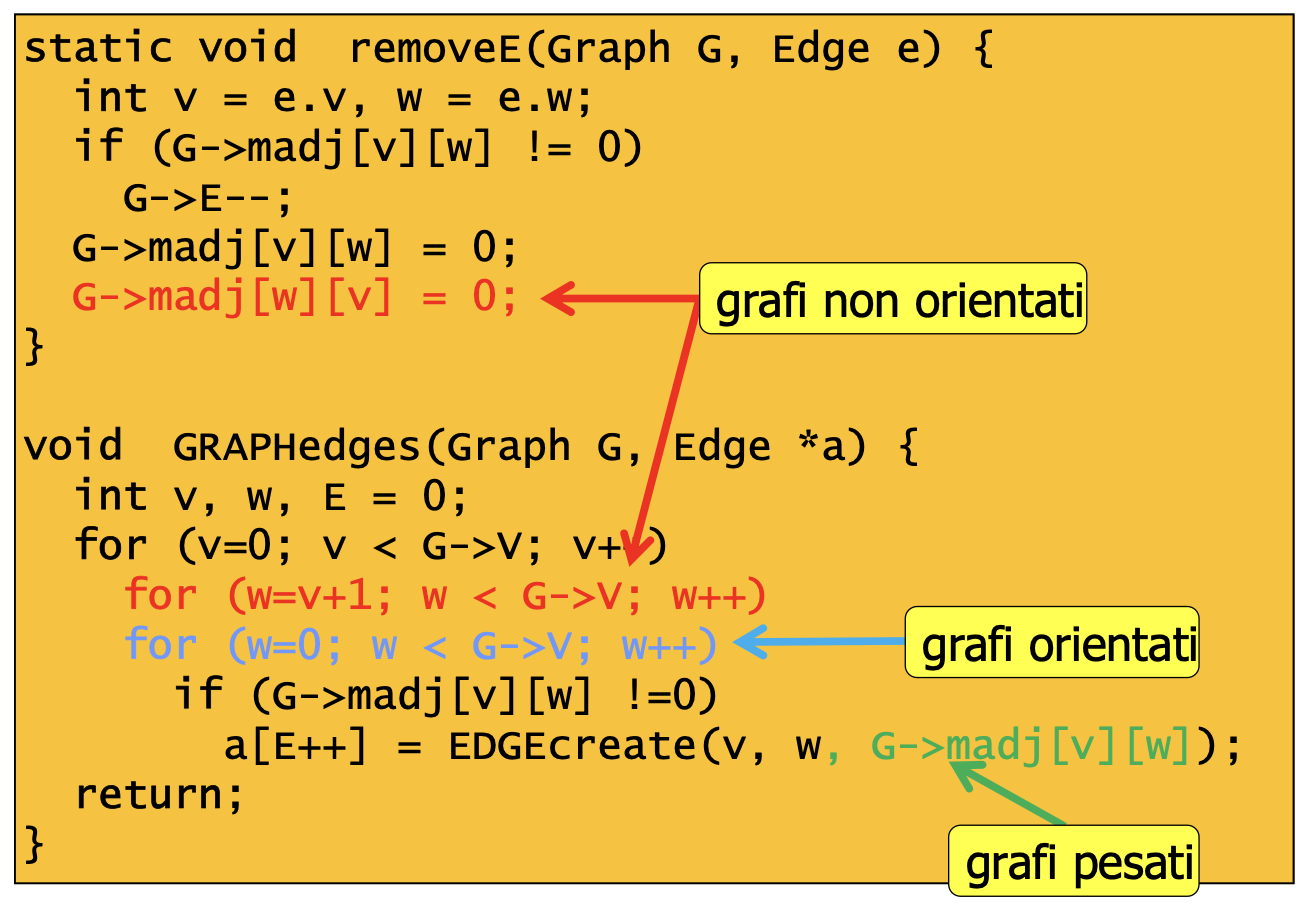 static void  removeE(Graph G, Edge e) {
  int v = e.v, w = e.w;
  if (G->madj[v][w] != 0)
    G->E--;
  G->madj[v][w] = 0;
  G->madj[w][v] = 0;
grafi non orientati
}
void  GRAPHedges(Graph G, Edge *a) {
  int v, w, E = 0;
  for (v=0; v < G->V; v++)
    for (w=v+1; w < G->V; w++)
    for (w=0; w < G->V; w++)
grafi orientati
      if (G->madj[v][w] !=0)
        a[E++] = EDGEcreate(v, w, G->madj[v][w]);
  return;
}
grafi pesati